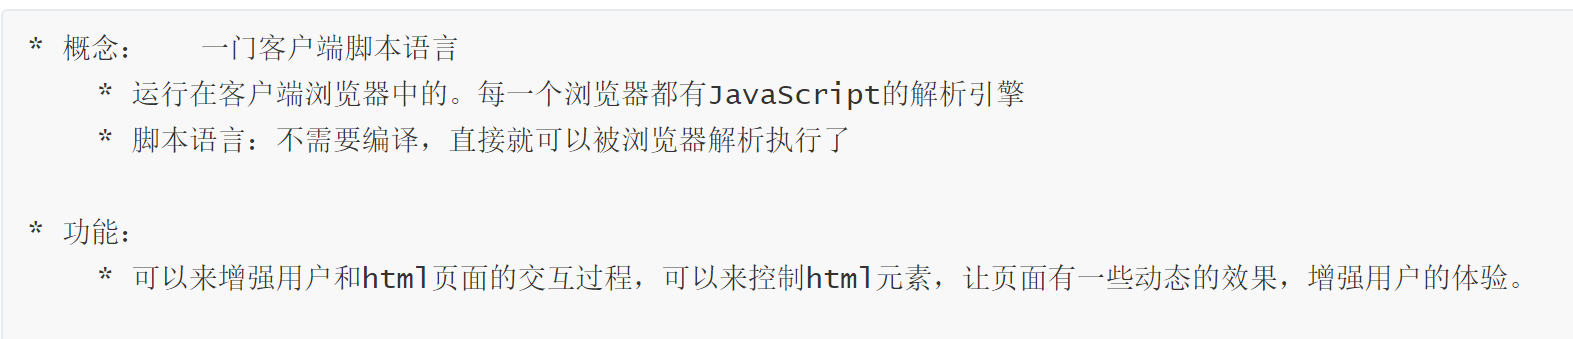 * 概念:    一门客户端脚本语言
    * 运行在客户端浏览器中的。每一个浏览器都有JavaScript的解析引擎
    * 脚本语言：不需要编译，直接就可以被浏览器解析执行了
* 功能:
    * 可以来增强用户和html页面的交互过程，可以来控制html元素，让页面有一些动态的效果，增强用户的体验。